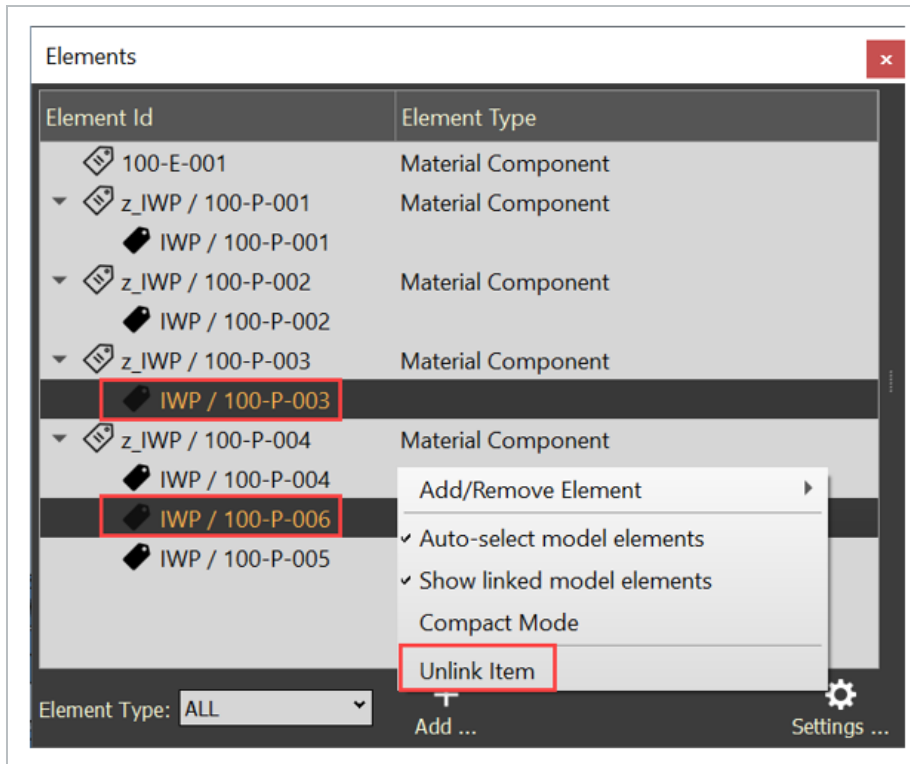 Elements
x
Element Id Element Type
100-E-001 Material Component
z_IWP / 100-P-001 Material Component
IWP / 100-P-001
z_IWP / 100-P-002 Material Component
IWP / 100-P-002
z_IWP / 100-P-003 Material Component
IWP / 100-P-003
z_IWP / 100-P-004 Material Component
IWP / 100-P-004
IWP / 100-P-006
IWP / 100-P-005
Add/Remove Element
Auto-select model elements
Show linked model elements
Compact Mode
Unlink Item
Element Type: ALL
Add ...
Settings ...